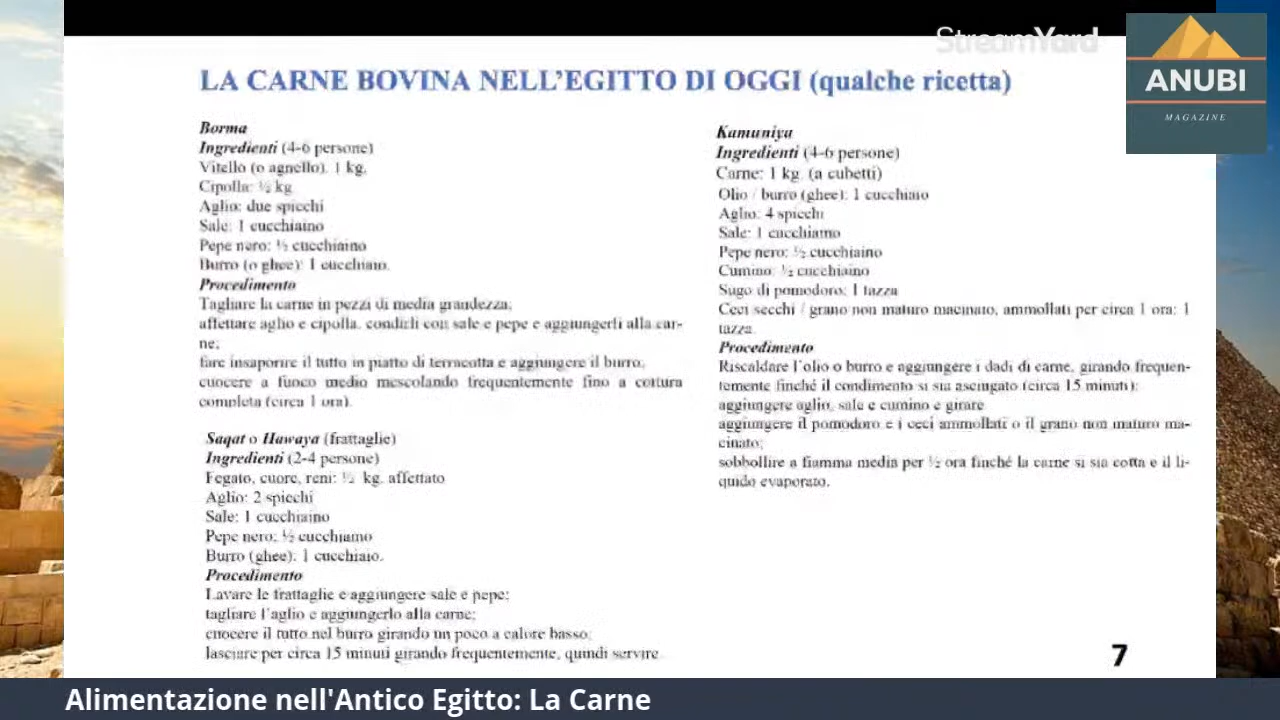 StreamYard
ANUBI
MAGAZINE
LA CARNE BOVINA NELL'EGITTO DI OGGI (qualche ricetta)
Borma
Ingredienti (4-6 persone)
Vitello (o agnello). 1 kg.
Cipolla: ½ kg
Aglio: due spicchi
Sale: 1 cucchiaino
Pepe nero: ½ cucchiaino
Burro (o ghee): 1 cucchiaio.
Procedimento
Tagliare la carne in pezzi di media grandezza;
affettare aglio e cipolla, condirli con sale e pepe e aggiungerli alla car-
ne;
fare insaporire il tutto in piatto di terracotta e aggiungere il burro;
cuocere a fuoco medio mescolando frequentemente fino a cottura
completa (circa 1 ora).
Saqat o Hawaya (frattaglie)
Ingredienti (2-4 persone)
Fegato, cuore, reni: ½ kg. affettato
Aglio: 2 spicchi
Sale: 1 cucchiaino
Pepe nero: ½ cucchiaino
Burro (ghee): 1 cucchiaio.
Procedimento
Lavare le frattaglie e aggiungere sale e pepe;
tagliare l'aglio e aggiungerlo alla carne;
cuocere il tutto nel burro girando un poco a calore basso;
lasciare per circa 15 minuti girando frequentemente, quindi servire
Kamuniya
Ingredienti (4-6 persone)
Carne: 1 kg. (a cubetti)
Olio / burro (ghee): 1 cucchiaio
Aglio: 4 spicchi
Sale: 1 cucchiaino
Pepe nero: ½ cucchiaino
Cumino: ½ cucchiaino
Sugo di pomodoro: 1 tazza
Ceci secchi / grano non maturo macinato, ammollati per circa 1 ora: 1
tazza.
Procedimento
Riscaldare l'olio o burro e aggiungere i dadi di carne, girando frequen-
temente finché il condimento si sia asciugato (circa 15 minuti);
aggiungere aglio, sale e cumino e girare
aggiungere il pomodoro e i ceci ammollati o il grano non maturo ma-
cinato;
sobbollire a fiamma media per ½ ora finché la carne si sia cotta e il li-
quido evaporato.
7
Alimentazione nell'Antico Egitto: La Carne